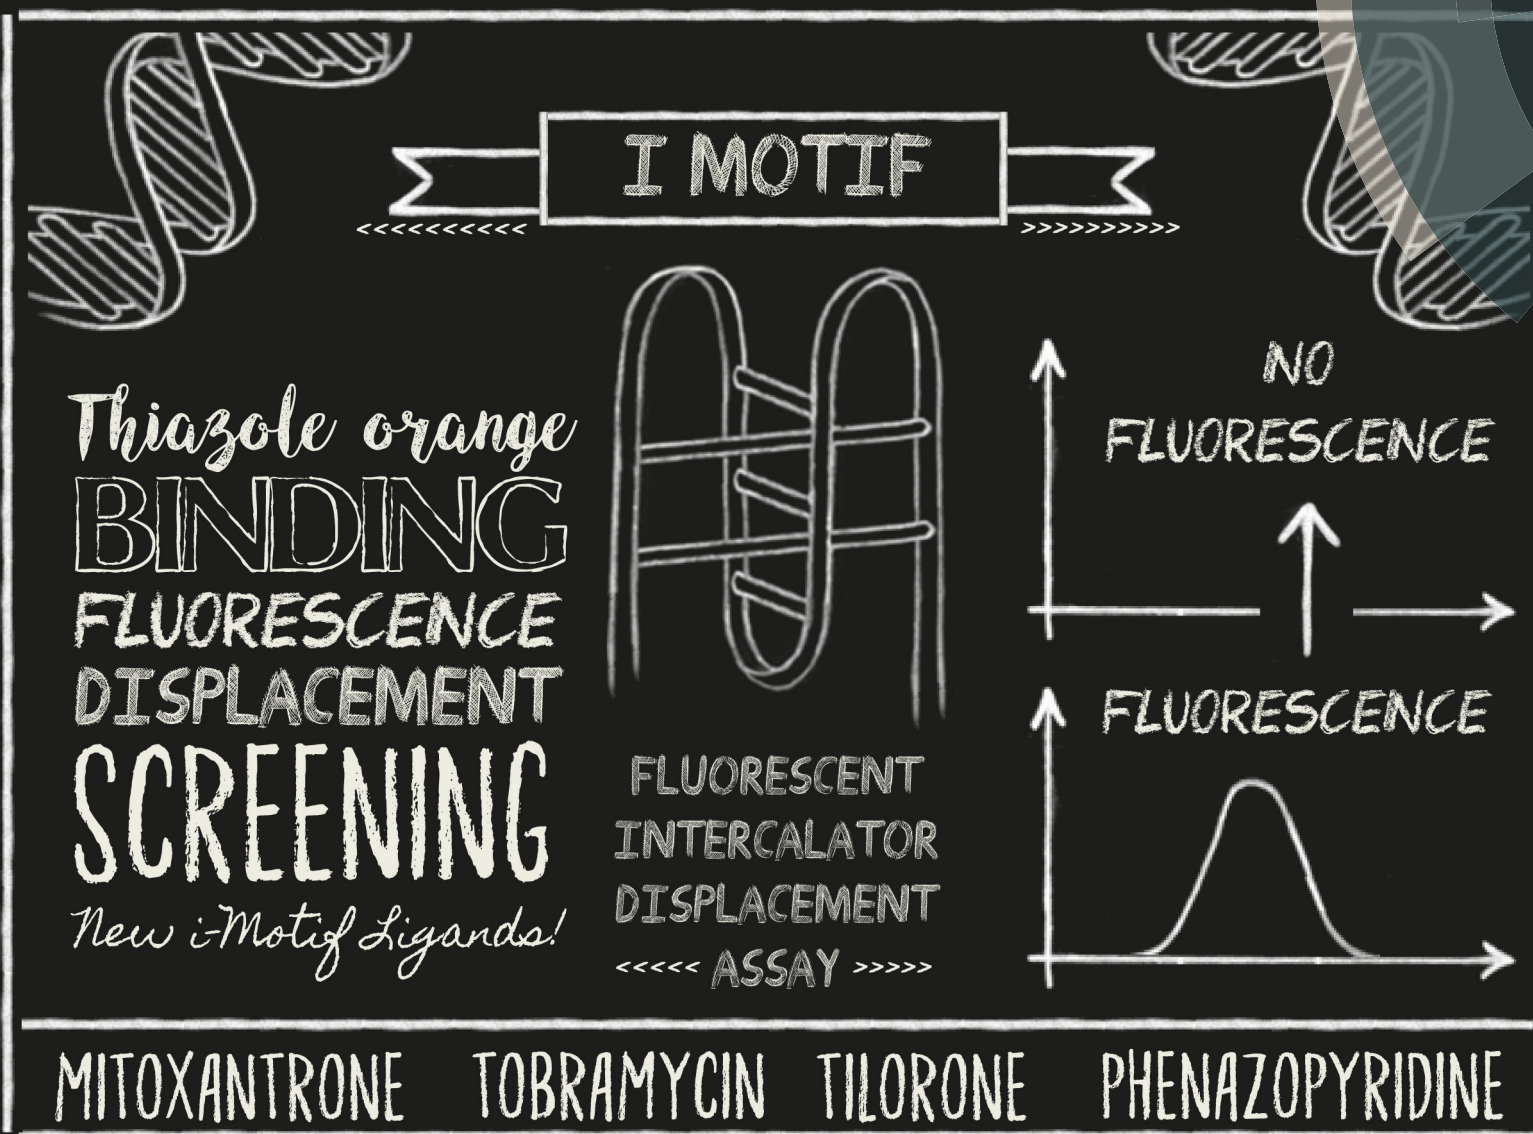 I MOTIF
<<<<<<<<<< >>>>>>>>>>
Thiazole orange
BINDING
FLUORESCENCE
DISPLACEMENT
SCREENING
New i-Motif Ligands!
FLUORESCENT
INTERCALATOR
DISPLACEMENT
<<<<< ASSAY >>>>>
NO
FLUORESCENCE
FLUORESCENCE
MITOXANTRONE TOBRAMYCIN TILORONE PHENAZOPYRIDINE